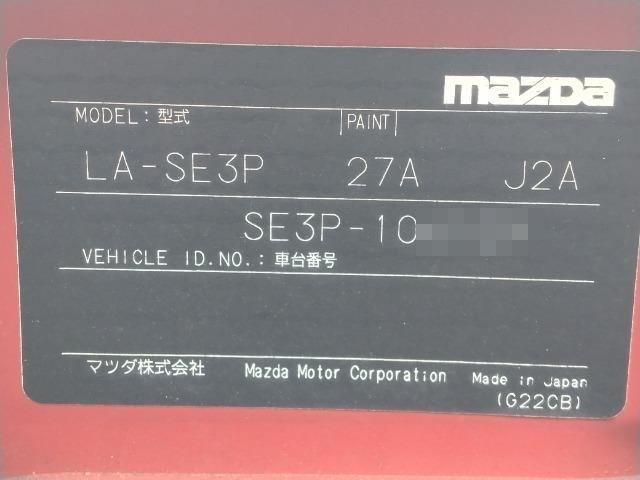 mazda
MODEL:型式 PAINT
LA-SE3P 27A J2A
SE3P-10
VEHICLE ID.NO.:車台番号
マツダ株式会社 Mazda Motor Corporation Made in Japan
(G22CB)